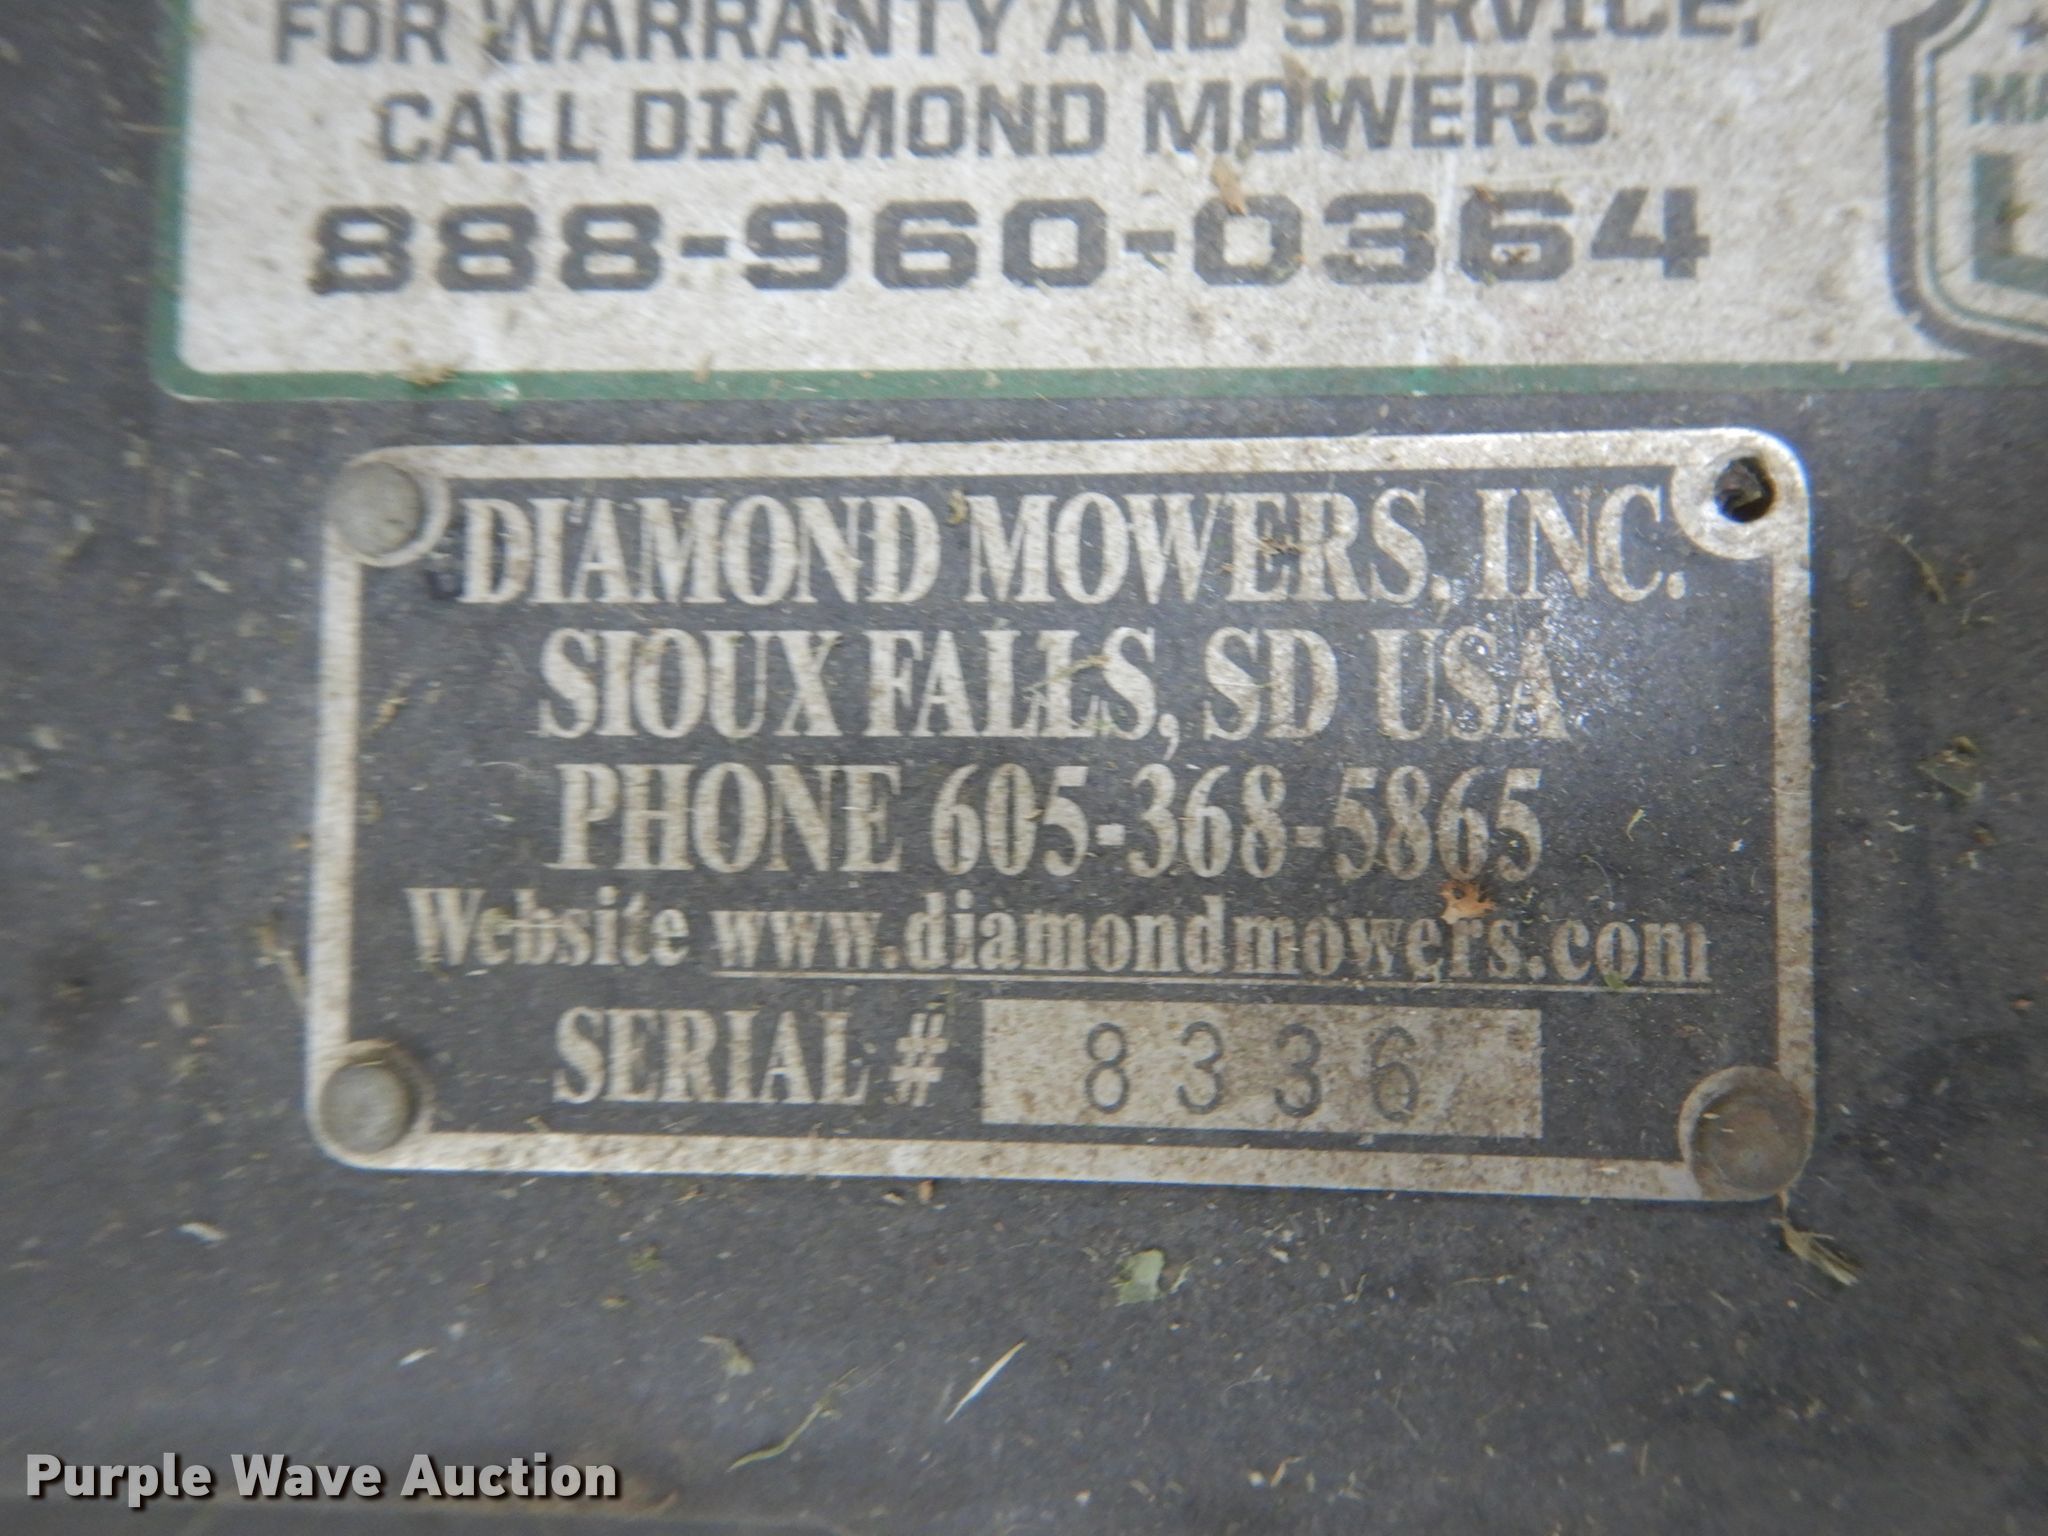 FOR WARRANTY AND SERVICE,
CALL DIAMOND MOWERS
888-960-0364
DIAMOND MOWERS, INC.
SIOUX FALLS, SD USA
PHONE 605-368-5865
Website www.diamondmowers.com
SERIAL # 8336
Purple Wave Auction